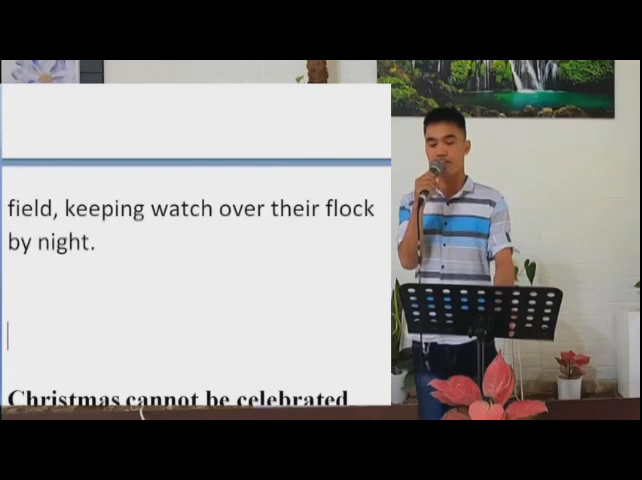 field, keeping watch over their flock
by night.
Christmas cannot be celebrated